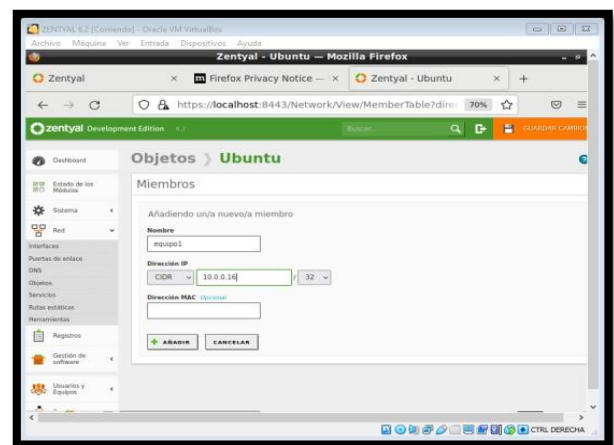 ZENTYAL 6.2 [Corriendo] - Oracle VM VirtualBox
Archivo Máquina Ver Entrada Dispositivos Ayuda
Zentyal - Ubuntu — Mozilla Firefox
Zentyal × Firefox Privacy Notice — × Zentyal - Ubuntu × +
https://localhost:8443/Network/View/MemberTable?dire 70%
zentyal Development Edition 6.2 Buscar... GUARDAR CAMBIOS
Dashboard
Estado de los Módulos
Sistema
Red
Interfaces
Puertas de enlace
DNS
Objetos
Servicios
Rutas estáticas
Herramientas
Registros
Gestión de software
Usuarios y Equipos
Objetos Ubuntu
Miembros
Añadiendo un/a nuevo/a miembro
Nombre
equipo1
Dirección IP
CIDR 10.0.0.16 / 32
Dirección MAC Opcional
+ AÑADIR CANCELAR
CTRL DERECHA